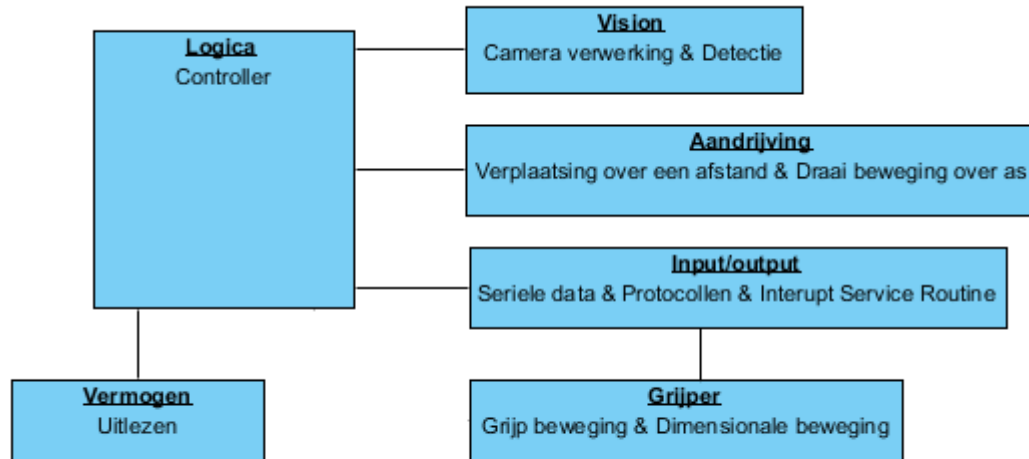 Logica
Controller
Vision
Camera verwerking & Detectie
Aandrijving
Verplaatsing over een afstand & Draai beweging over as
Input/output
Seriele data & Protocollen & Interupt Service Routine
Vermogen
Uitlezen
Grijper
Grijp beweging & Dimensionale beweging